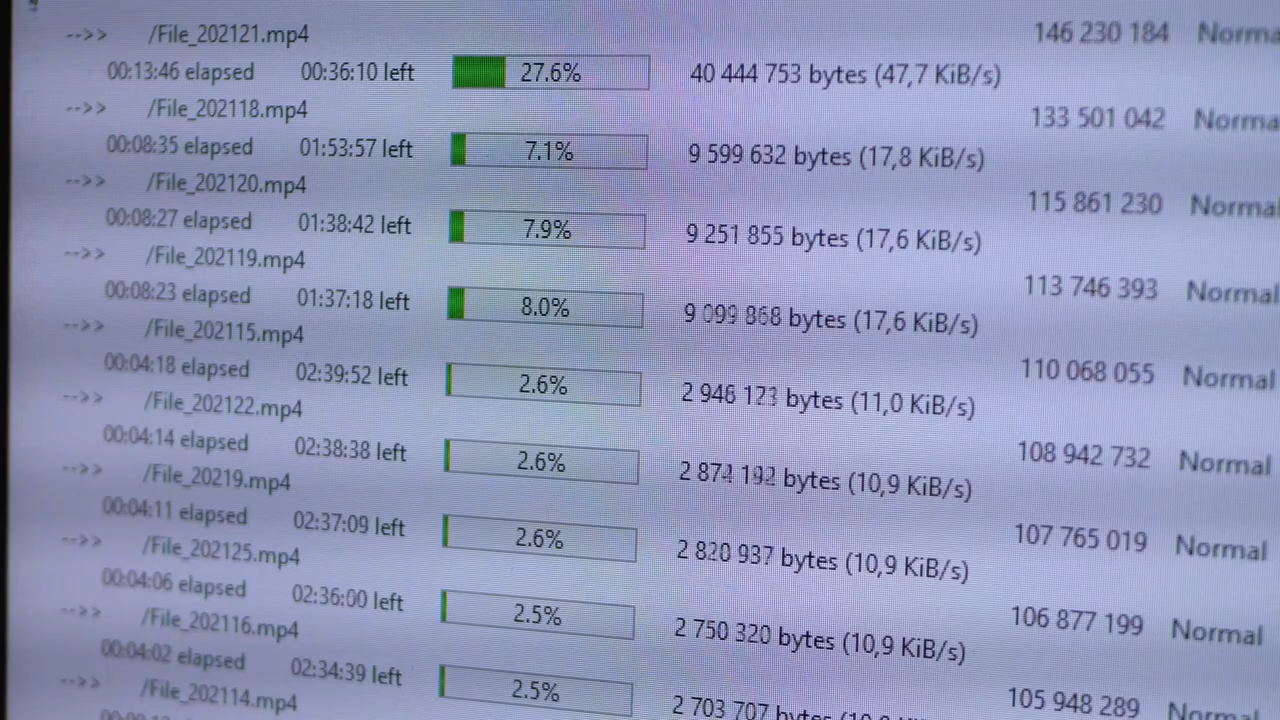 -->> /File_202121.mp4 146 230 184 Norma
00:13:46 elapsed 00:36:10 left 27.6% 40 444 753 bytes (47,7 KiB/s)
-->> /File_202118.mp4 133 501 042 Norma
00:08:35 elapsed 01:53:57 left 7.1% 9 599 632 bytes (17,8 KiB/s)
-->> /File_202120.mp4 115 861 230 Normal
00:08:27 elapsed 01:38:42 left 7.9% 9 251 855 bytes (17,6 KiB/s)
-->> /File_202119.mp4 113 746 393 Normal
00:08:23 elapsed 01:37:18 left 8.0% 9 099 868 bytes (17,6 KiB/s)
-->> /File_202115.mp4 110 068 055 Normal
00:04:18 elapsed 02:39:52 left 2.6% 2 946 123 bytes (11,0 KiB/s)
-->> /File_202122.mp4 108 942 732 Normal
00:04:14 elapsed 02:38:38 left 2.6% 2 874 192 bytes (10,9 KiB/s)
-->> /File_20219.mp4 107 765 019 Normal
00:04:11 elapsed 02:37:09 left 2.6% 2 820 937 bytes (10,9 KiB/s)
-->> /File_202125.mp4 106 877 199 Normal
00:04:06 elapsed 02:36:00 left 2.5% 2 750 320 bytes (10,9 KiB/s)
-->> /File_202116.mp4 105 948 289 Normal
00:04:02 elapsed 02:34:39 left 2.5% 2 703 707 bytes
-->> /File_202114.mp4